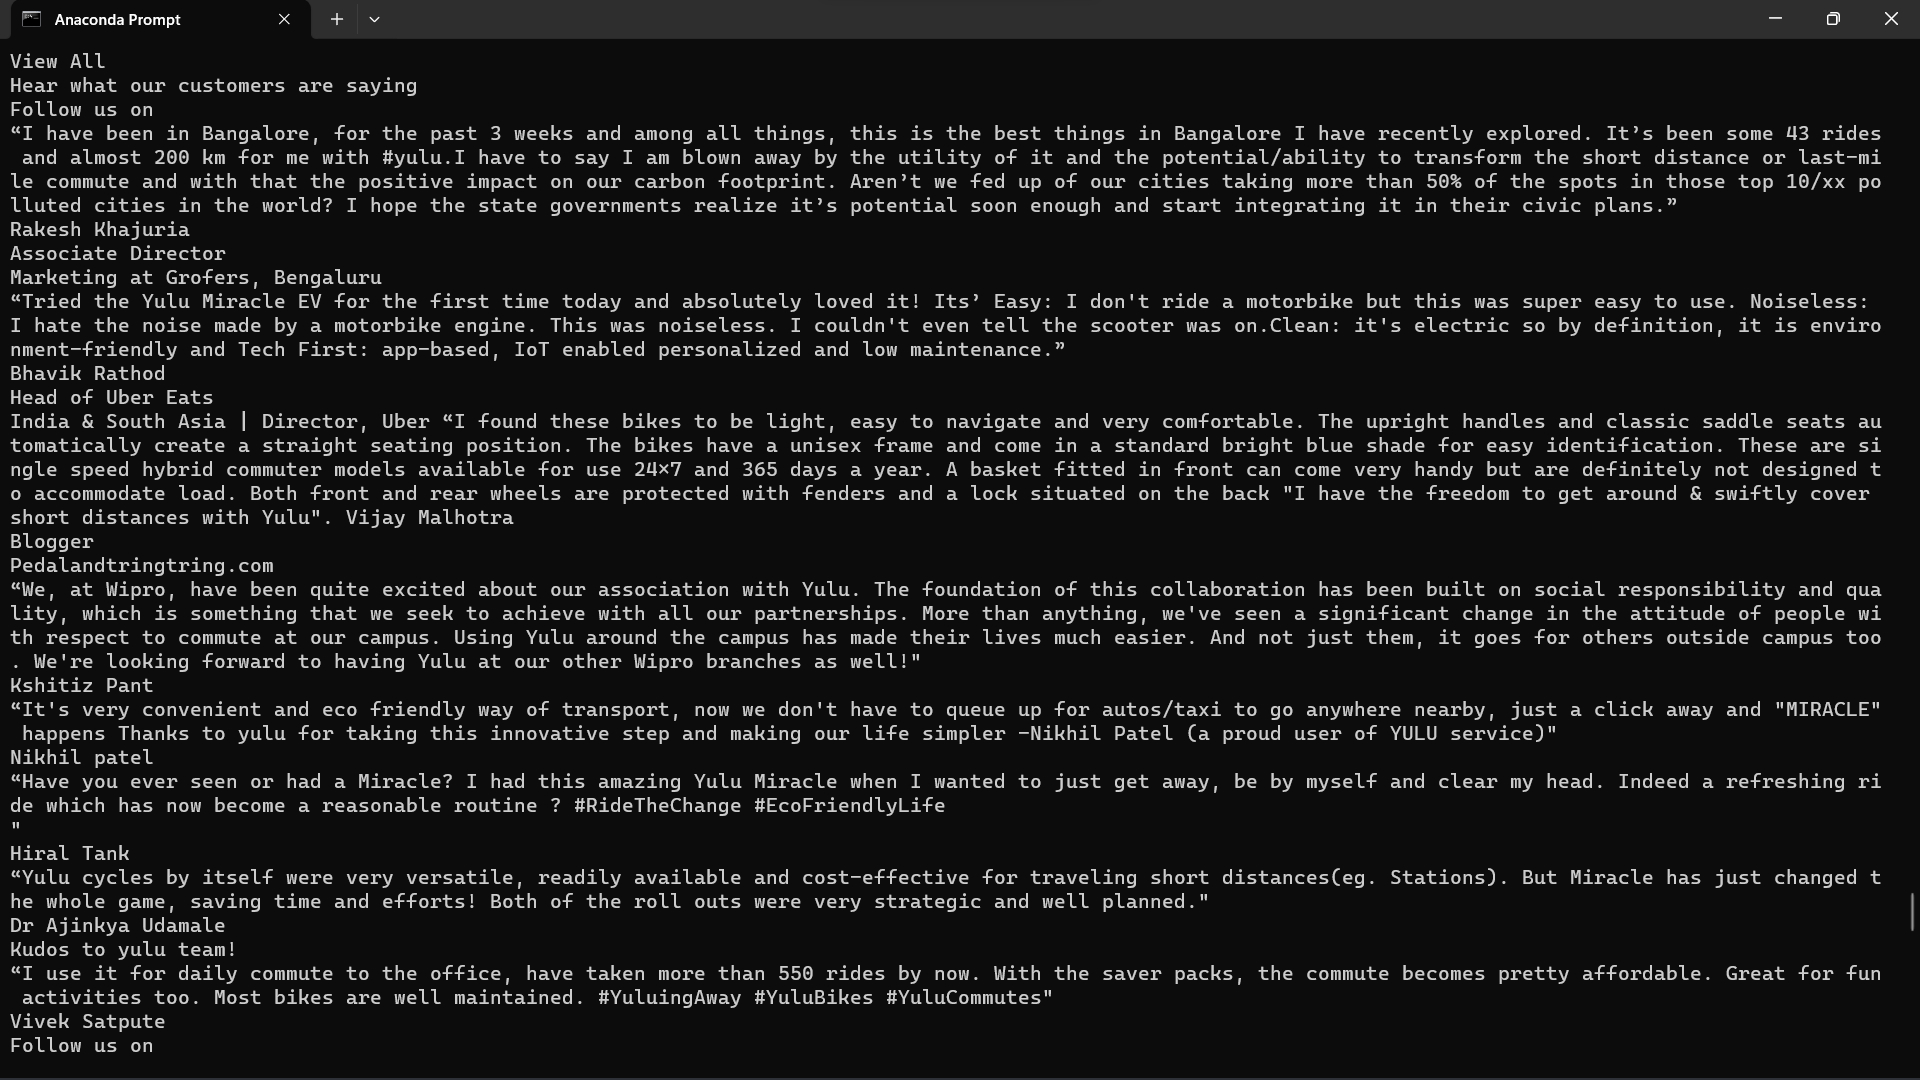 Anaconda Prompt
View All
Hear what our customers are saying
Follow us on
“I have been in Bangalore, for the past 3 weeks and among all things, this is the best things in Bangalore I have recently explored. It’s been some 43 rides
 and almost 200 km for me with #yulu.I have to say I am blown away by the utility of it and the potential/ability to transform the short distance or last-mi
le commute and with that the positive impact on our carbon footprint. Aren’t we fed up of our cities taking more than 50% of the spots in those top 10/xx po
lluted cities in the world? I hope the state governments realize it’s potential soon enough and start integrating it in their civic plans.”
Rakesh Khajuria
Associate Director
Marketing at Grofers, Bengaluru
“Tried the Yulu Miracle EV for the first time today and absolutely loved it! Its’ Easy: I don't ride a motorbike but this was super easy to use. Noiseless:
I hate the noise made by a motorbike engine. This was noiseless. I couldn't even tell the scooter was on.Clean: it's electric so by definition, it is enviro
nment-friendly and Tech First: app-based, IoT enabled personalized and low maintenance.”
Bhavik Rathod
Head of Uber Eats
India & South Asia | Director, Uber “I found these bikes to be light, easy to navigate and very comfortable. The upright handles and classic saddle seats au
tomatically create a straight seating position. The bikes have a unisex frame and come in a standard bright blue shade for easy identification. These are si
ngle speed hybrid commuter models available for use 24×7 and 365 days a year. A basket fitted in front can come very handy but are definitely not designed t
o accommodate load. Both front and rear wheels are protected with fenders and a lock situated on the back "I have the freedom to get around & swiftly cover
short distances with Yulu". Vijay Malhotra
Blogger
Pedalandtringtring.com
“We, at Wipro, have been quite excited about our association with Yulu. The foundation of this collaboration has been built on social responsibility and qua
lity, which is something that we seek to achieve with all our partnerships. More than anything, we've seen a significant change in the attitude of people wi
th respect to commute at our campus. Using Yulu around the campus has made their lives much easier. And not just them, it goes for others outside campus too
. We're looking forward to having Yulu at our other Wipro branches as well!"
Kshitiz Pant
“It's very convenient and eco friendly way of transport, now we don't have to queue up for autos/taxi to go anywhere nearby, just a click away and "MIRACLE"
 happens Thanks to yulu for taking this innovative step and making our life simpler -Nikhil Patel (a proud user of YULU service)"
Nikhil patel
“Have you ever seen or had a Miracle? I had this amazing Yulu Miracle when I wanted to just get away, be by myself and clear my head. Indeed a refreshing ri
de which has now become a reasonable routine ? #RideTheChange #EcoFriendlyLife
"
Hiral Tank
“Yulu cycles by itself were very versatile, readily available and cost-effective for traveling short distances(eg. Stations). But Miracle has just changed t
he whole game, saving time and efforts! Both of the roll outs were very strategic and well planned."
Dr Ajinkya Udamale
Kudos to yulu team!
“I use it for daily commute to the office, have taken more than 550 rides by now. With the saver packs, the commute becomes pretty affordable. Great for fun
 activities too. Most bikes are well maintained. #YuluingAway #YuluBikes #YuluCommutes"
Vivek Satpute
Follow us on